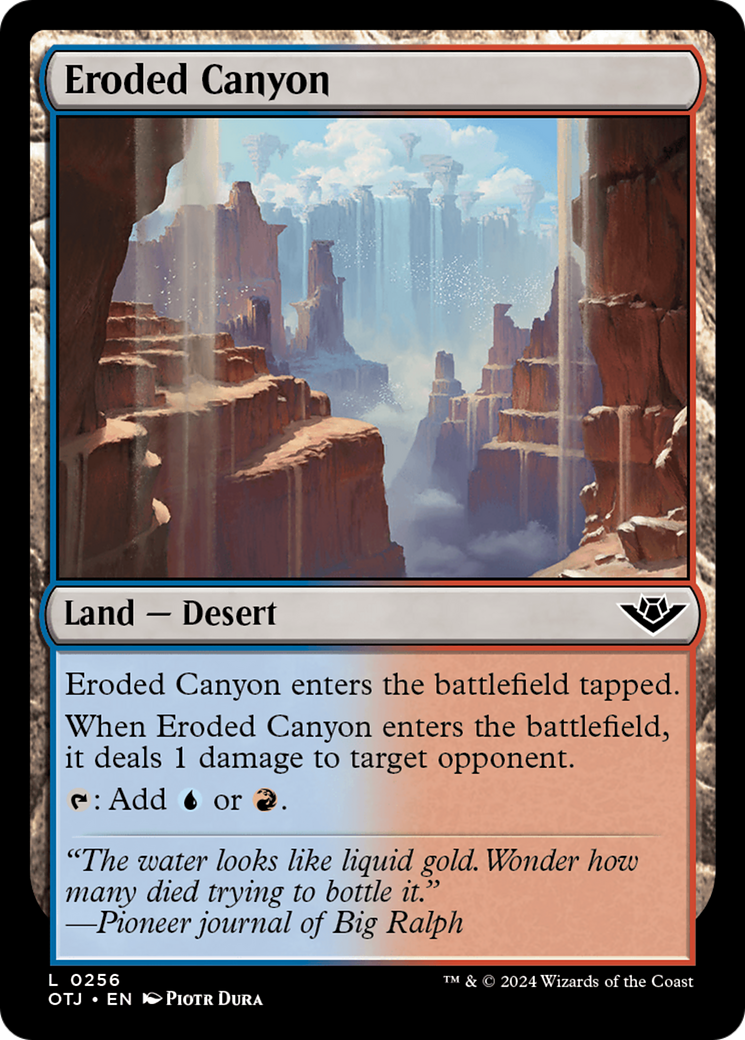 Eroded Canyon
Land — Desert
Eroded Canyon enters the battlefield tapped.
When Eroded Canyon enters the battlefield,
it deals 1 damage to target opponent.
: Add or .
“The water looks like liquid gold. Wonder how
many died trying to bottle it.”
—Pioneer journal of Big Ralph
L 0256
OTJ • EN Piotr Dura
™ & © 2024 Wizards of the Coast